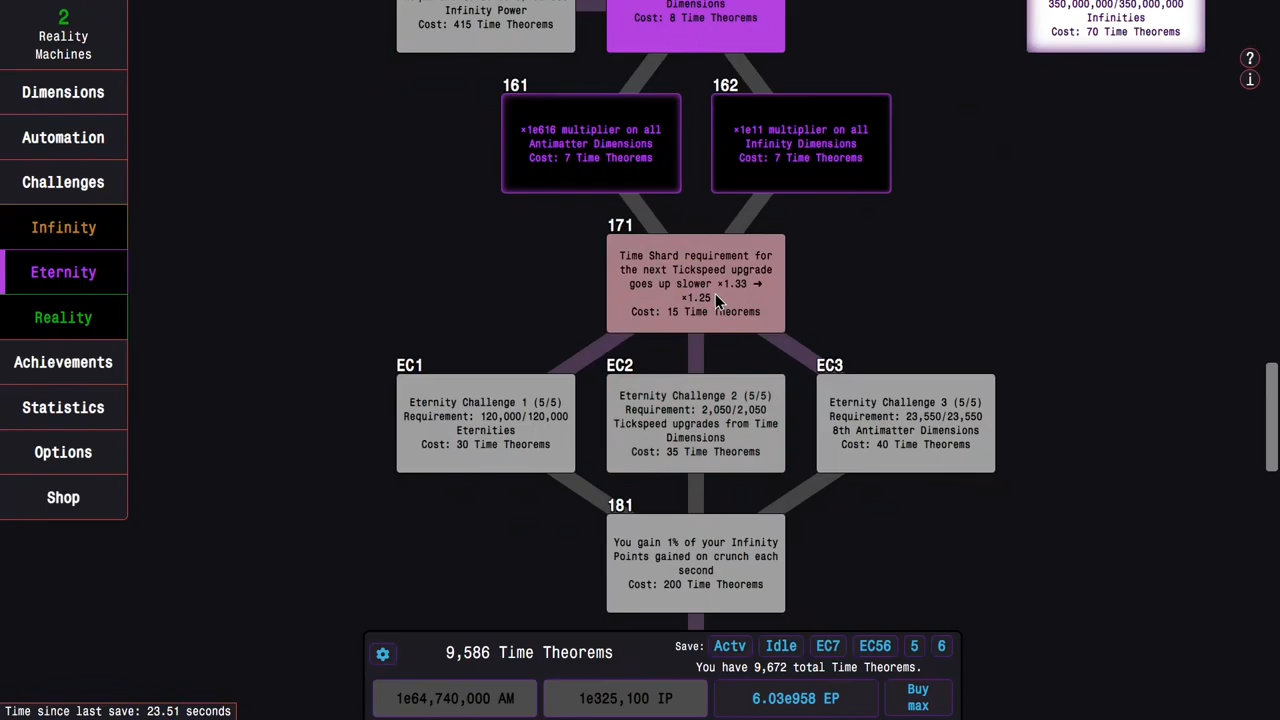 2
Reality
Machines
Dimensions
Automation
Challenges
Infinity
Eternity
Reality
Achievements
Statistics
Options
Shop
Infinity Power
Cost: 415 Time Theorems
Dimensions
Cost: 8 Time Theorems
350,000,000/350,000,000
Infinities
Cost: 70 Time Theorems
?
i
161
×1e616 multiplier on all
Antimatter Dimensions
Cost: 7 Time Theorems
162
×1e11 multiplier on all
Infinity Dimensions
Cost: 7 Time Theorems
171
Time Shard requirement for
the next Tickspeed upgrade
goes up slower ×1.33 →
×1.25
Cost: 15 Time Theorems
EC1
Eternity Challenge 1 (5/5)
Requirement: 120,000/120,000
Eternities
Cost: 30 Time Theorems
EC2
Eternity Challenge 2 (5/5)
Requirement: 2,050/2,050
Tickspeed upgrades from Time
Dimensions
Cost: 35 Time Theorems
EC3
Eternity Challenge 3 (5/5)
Requirement: 23,550/23,550
8th Antimatter Dimensions
Cost: 40 Time Theorems
181
You gain 1% of your Infinity
Points gained on crunch each
second
Cost: 200 Time Theorems
9,586 Time Theorems
Save: Actv Idle EC7 EC56 5 6
You have 9,672 total Time Theorems.
1e64,740,000 AM
1e325,100 IP
6.03e958 EP
Buy
max
Time since last save: 23.51 seconds